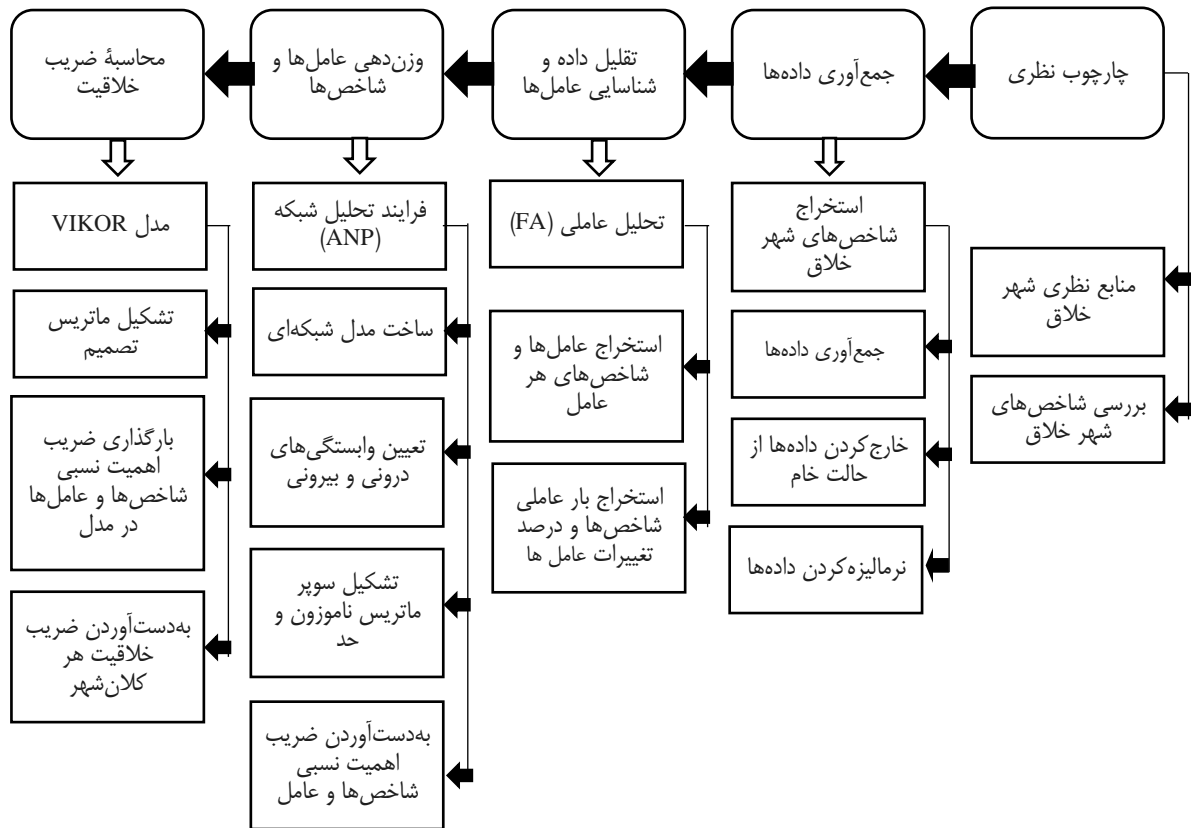 چارچوب نظری
جمع‌آوری داده‌ها
تقلیل داده و
شناسایی عامل‌ها
وزن‌دهی عامل‌ها و
شاخص‌ها
محاسبۀ ضریب
خلاقیت
منابع نظری شهر
خلاق
بررسی شاخص‌های
شهر خلاق
استخراج
شاخص‌های شهر
خلاق
جمع‌آوری داده‌ها
خارج‌کردن داده‌ها از
حالت خام
نرمالیزه‌کردن داده‌ها
تحلیل عاملی (FA)
استخراج عامل‌ها و
شاخص‌های هر
عامل
استخراج بار عاملی
شاخص‌ها و درصد
تغییرات عامل ها
فرایند تحلیل شبکه
(ANP)
ساخت مدل شبکه‌ای
تعیین وابستگی‌های
درونی و بیرونی
تشکیل سوپر
ماتریس ناموزون و
حد
به‌دست‌آوردن ضریب
اهمیت نسبی
شاخص‌ها و عامل
مدل VIKOR
تشکیل ماتریس
تصمیم
بارگذاری ضریب
اهمیت نسبی
شاخص‌ها و عامل‌ها
در مدل
به‌دست‌آوردن ضریب
خلاقیت هر
کلان‌شهر